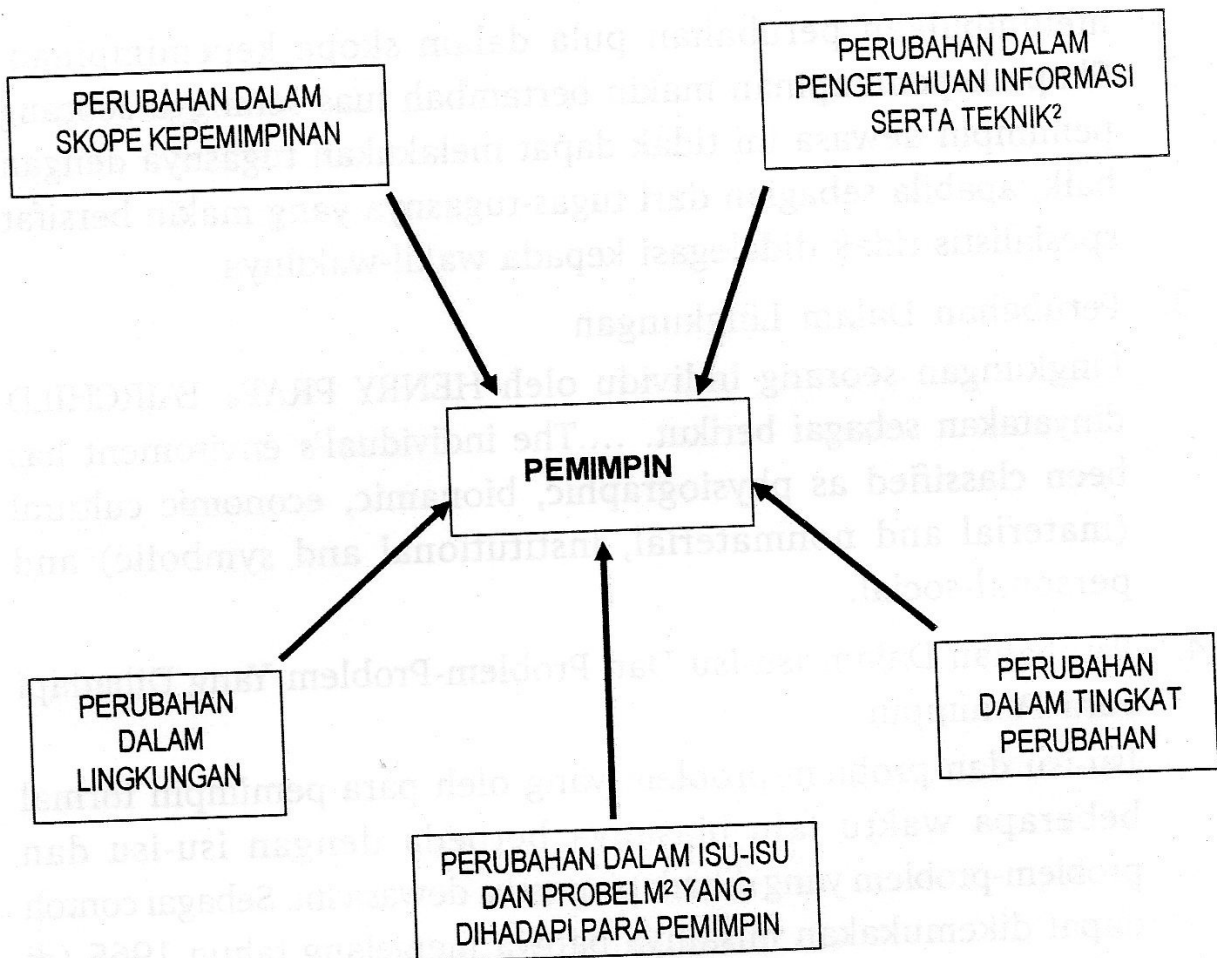 PERUBAHAN DALAM
SKOPE KEPEMIMPINAN
PERUBAHAN DALAM
PENGETAHUAN INFORMASI
SERTA TEKNIK²
PEMIMPIN
PERUBAHAN
DALAM
LINGKUNGAN
PERUBAHAN DALAM ISU-ISU
DAN PROBELM² YANG
DIHADAPI PARA PEMIMPIN
PERUBAHAN
DALAM TINGKAT
PERUBAHAN